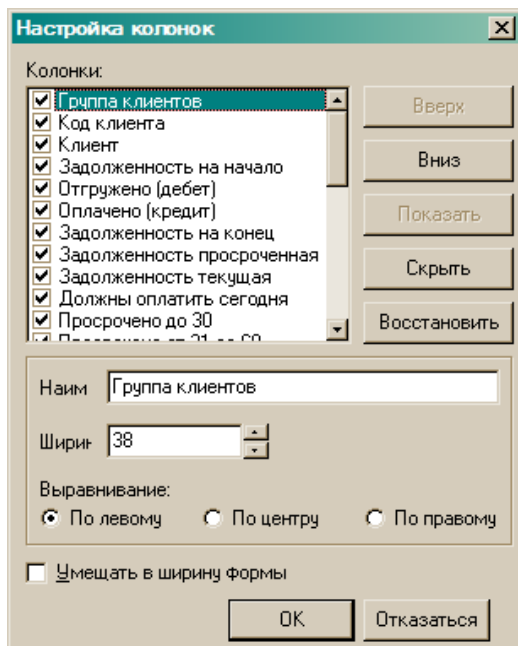 Настройка колонок
Колонки:
Группа клиентов
Код клиента
Клиент
Задолженность на начало
Отгружено (дебет)
Оплачено (кредит)
Задолженность на конец
Задолженность просроченная
Задолженность текущая
Должны оплатить сегодня
Просрочено до 30
Вверх
Вниз
Показать
Скрыть
Восстановить
Наим Группа клиентов
Ширин 38
Выравнивание:
По левому По центру По правому
Умещать в ширину формы
OK Отказаться